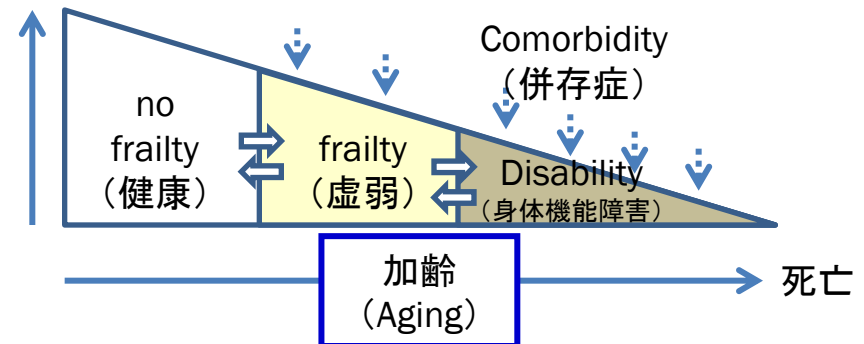 Comorbidity
（併存症）
no
frailty
（健康）
frailty
（虚弱）
Disability
（身体機能障害）
加齢
（Aging）
死亡